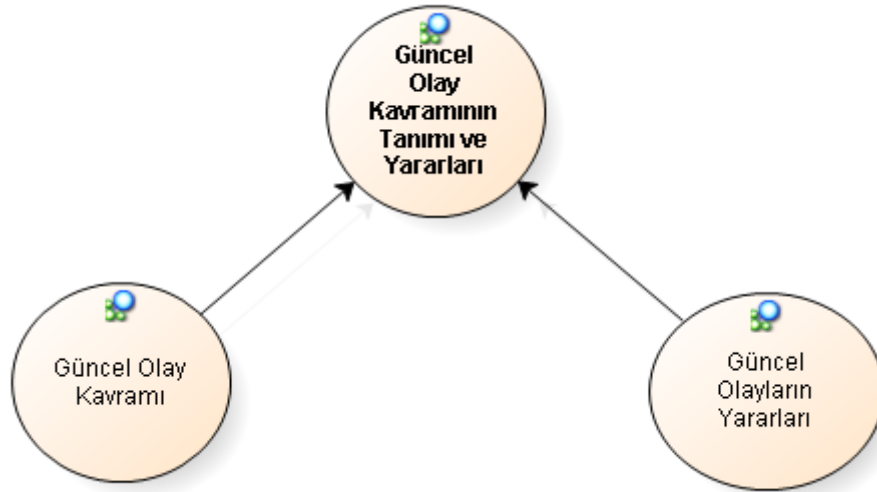 Güncel
Olay
Kavramının
Tanımı ve
Yararları
Güncel Olay
Kavramı
Güncel
Olayların
Yararları